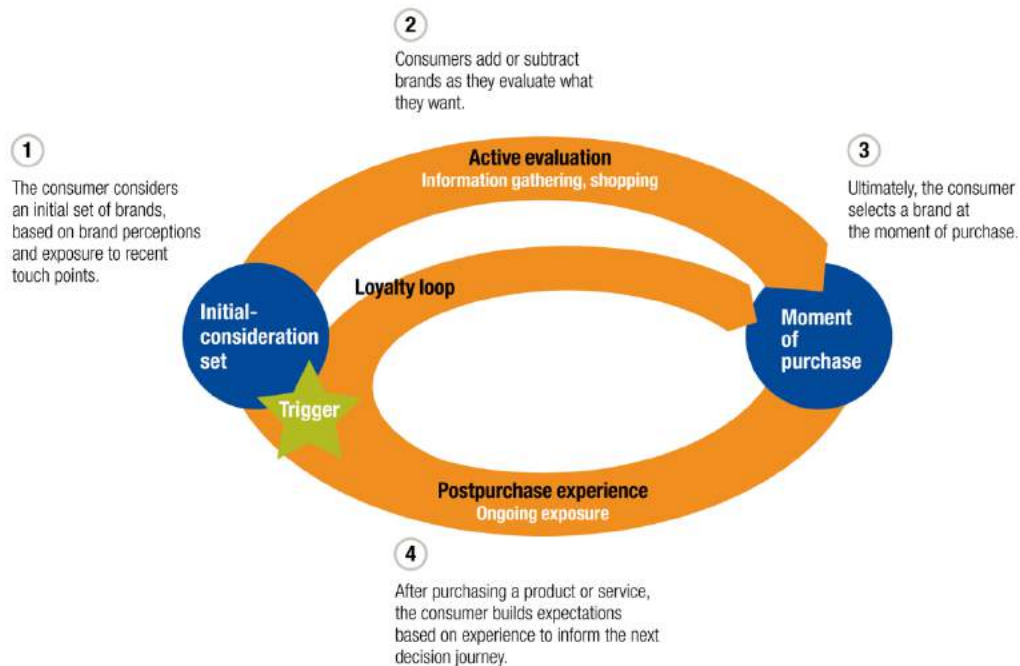 2
Consumers add or subtract
brands as they evaluate what
they want.
1
The consumer considers
an initial set of brands,
based on brand perceptions
and exposure to recent
touch points.
Active evaluation
Information gathering, shopping
3
Ultimately, the consumer
selects a brand at
the moment of purchase.
Loyalty loop
Initial-
consideration
set
Trigger
Moment
of
purchase
Postpurchase experience
Ongoing exposure
4
After purchasing a product or service,
the consumer builds expectations
based on experience to inform the next
decision journey.